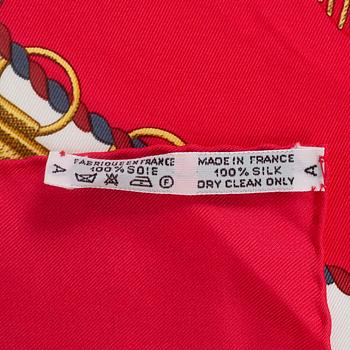 FABRIQUE EN FRANCE
100% SOIE
A
F
MADE IN FRANCE
100% SILK
DRY CLEAN ONLY
A